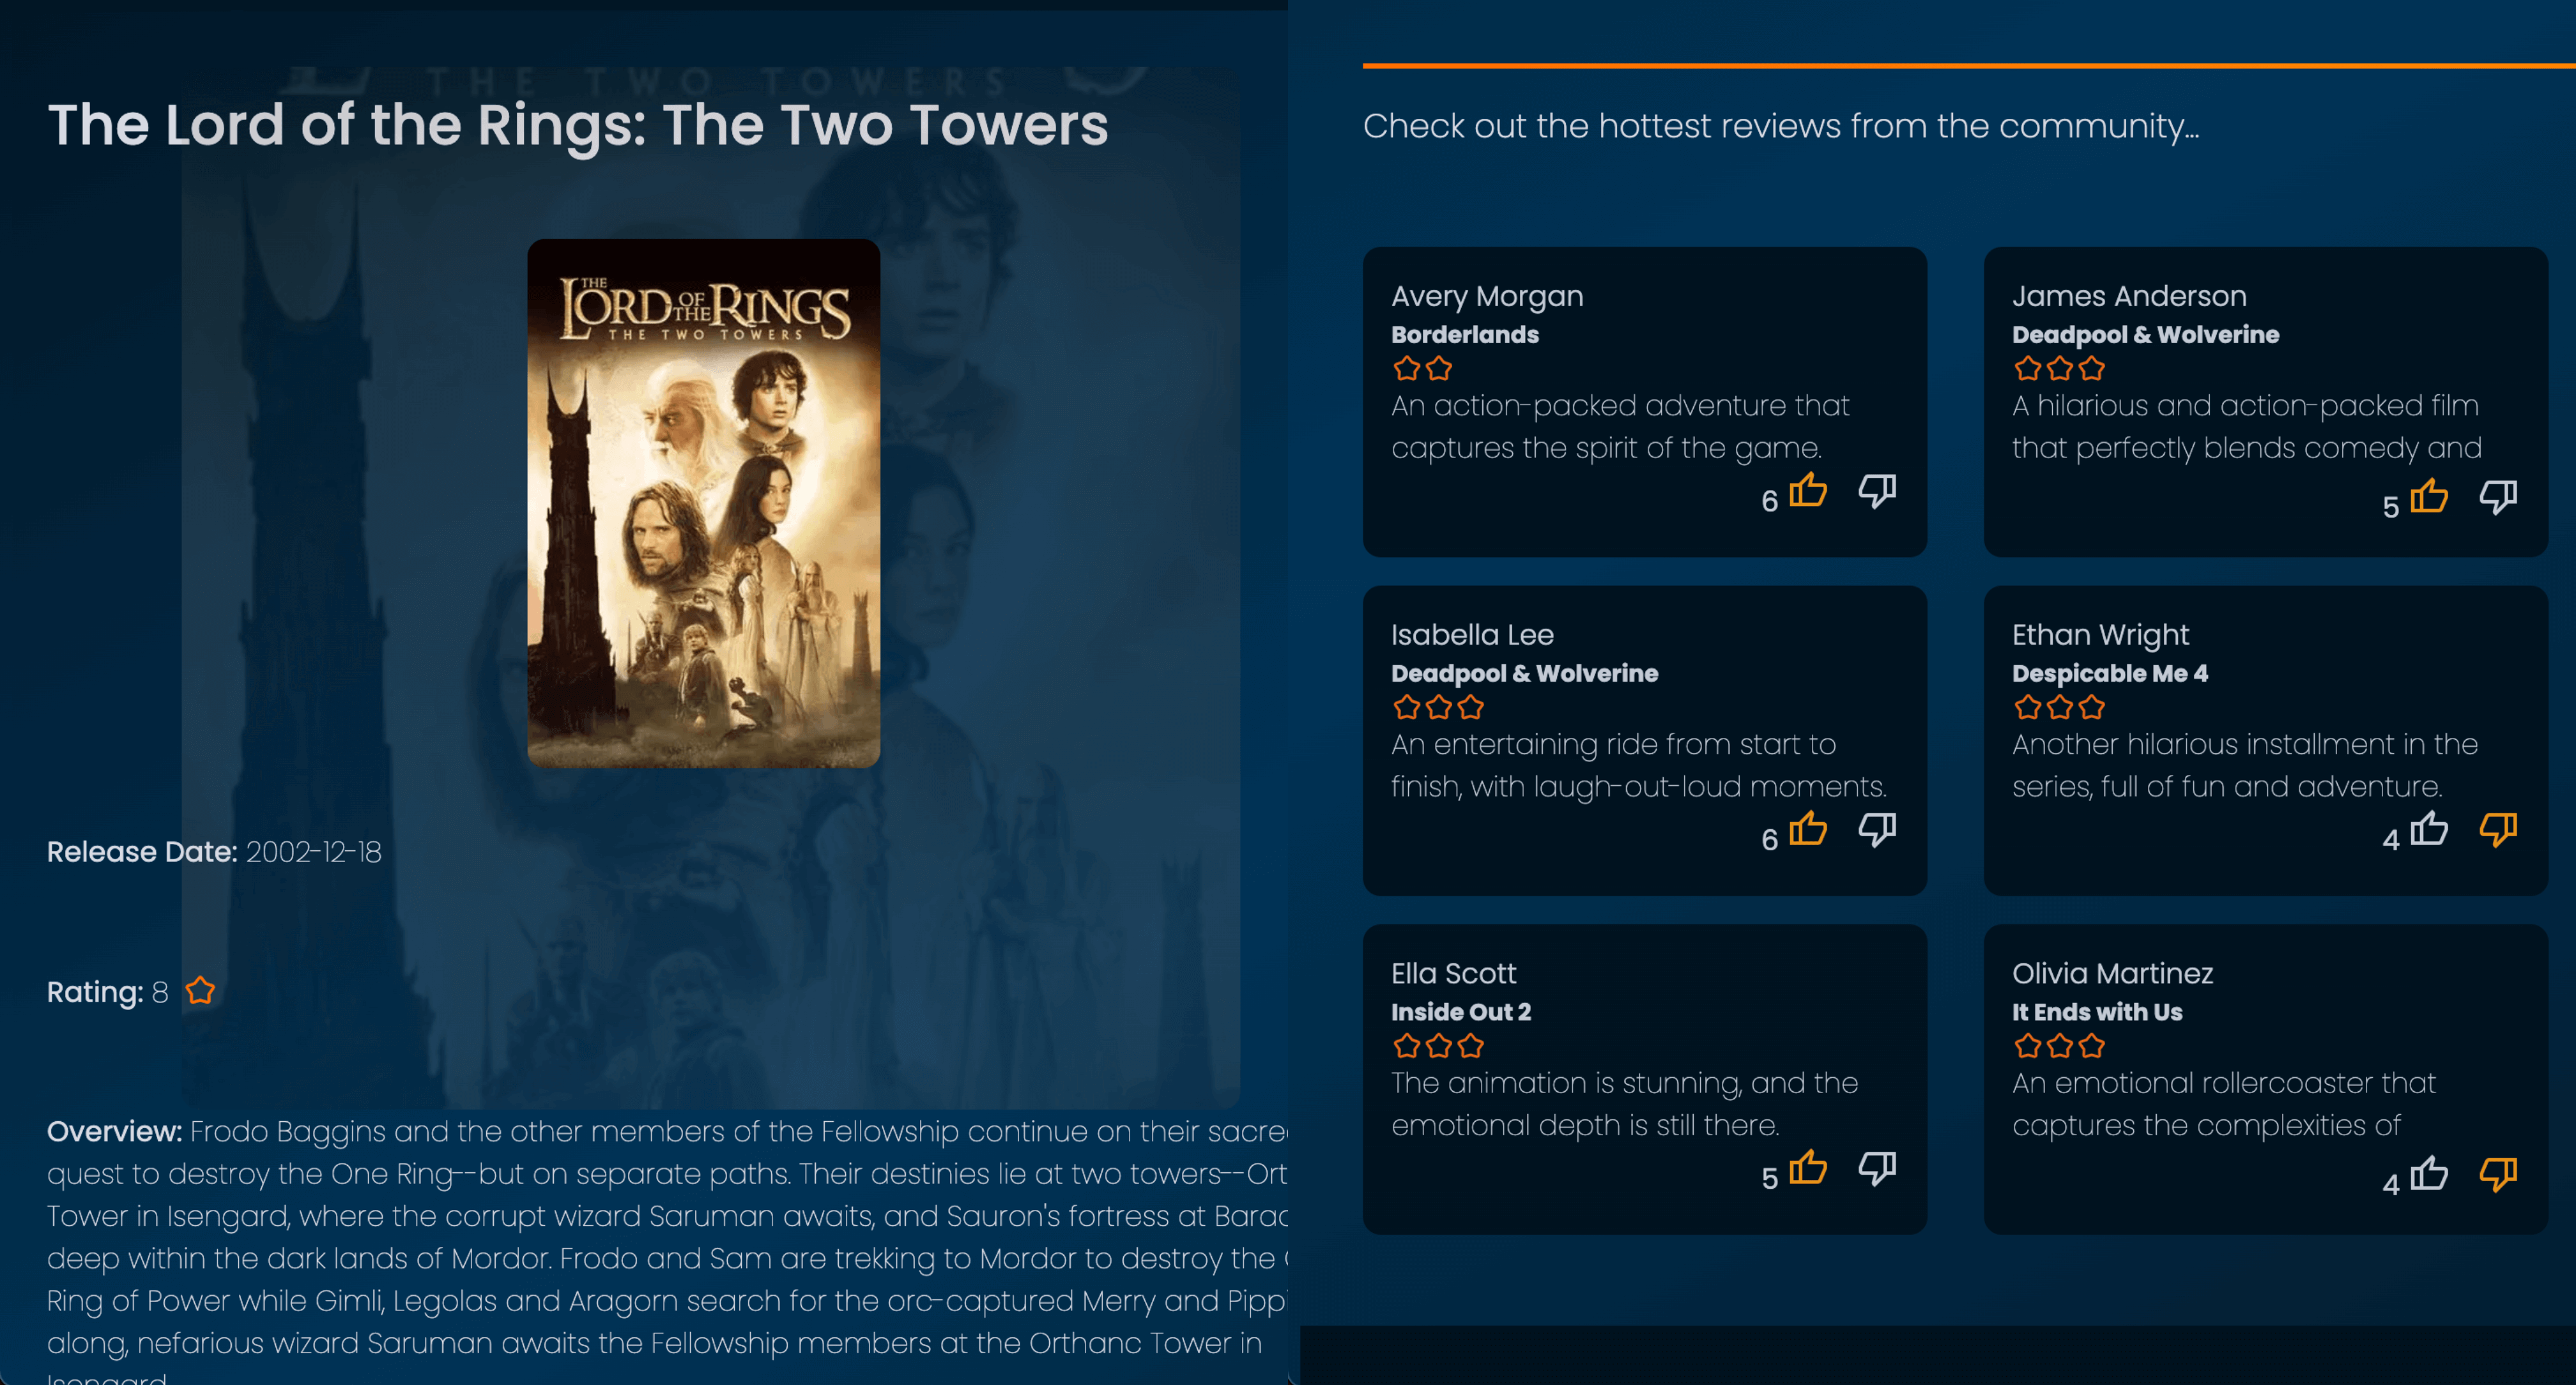 THE TWO TOWERS
The Lord of the Rings: The Two Towers
THE LORD OF THE RINGS
THE TWO TOWERS
Release Date: 2002-12-18
Rating: 8
Overview: Frodo Baggins and the other members of the Fellowship continue on their
quest to destroy the One Ring--but on separate paths. Their destinies lie at two towers--
Tower in Isengard, where the corrupt wizard Saruman awaits, and Sauron's fortress at
deep within the dark lands of Mordor. Frodo and Sam are trekking to Mordor to destroy the
Ring of Power while Gimli, Legolas and Aragorn search for the orc-captured Merry and
along, nefarious wizard Saruman awaits the Fellowship members at the Orthanc Tower in
Check out the hottest reviews from the community...
Avery Morgan
Borderlands
An action-packed adventure that
captures the spirit of the game.
6
James Anderson
Deadpool & Wolverine
A hilarious and action-packed film
that perfectly blends comedy and
5
Isabella Lee
Deadpool & Wolverine
An entertaining ride from start to
finish, with laugh-out-loud moments.
6
Ethan Wright
Despicable Me 4
Another hilarious installment in the
series, full of fun and adventure.
4
Ella Scott
Inside Out 2
The animation is stunning, and the
emotional depth is still there.
5
Olivia Martinez
It Ends with Us
An emotional rollercoaster that
captures the complexities of
4